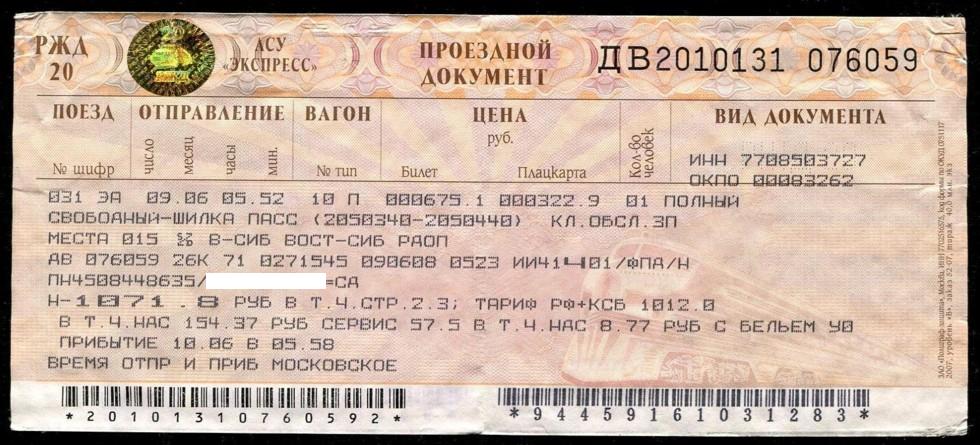 РЖД
20
АСУ
«ЭКСПРЕСС»
ПРОЕЗДНОЙ
ДОКУМЕНТ
ДВ2010131 076059
ПОЕЗД ОТПРАВЛЕНИЕ ВАГОН ЦЕНА ВИД ДОКУМЕНТА
руб.
№ шифр число месяц часы мин. № тип Билет Плацкарта Кол-во человек
ИНН 7708503727
ОКПО 00083262
031 ЭА 09.06 05.52 10 П 000675.1 000322.9 01 ПОЛНЫЙ
СВОБОДНЫЙ-ШИЛКА ПАСС (2050340-2050440) КЛ.ОБСЛ.3П
МЕСТА 015 В-СИБ ВОСТ-СИБ РАОП
ДВ 076059 26К 71 0271545 090608 0523 ИИ41401/ФПА/Н
ПН4508448635/ =СА
Н-1071.8 РУБ В Т.Ч.СТР.2.3; ТАРИФ РФ+КСБ 1012.0
В Т.Ч.НАС 154.37 РУБ СЕРВИС 57.5 В Т.Ч.НАС 8.77 РУБ С БЕЛЬЕМ У0
ПРИБЫТИЕ 10.06 В 05.58
ВРЕМЯ ОТПР И ПРИБ МОСКОВСКОЕ
*20101310760592*
*94459161031283*